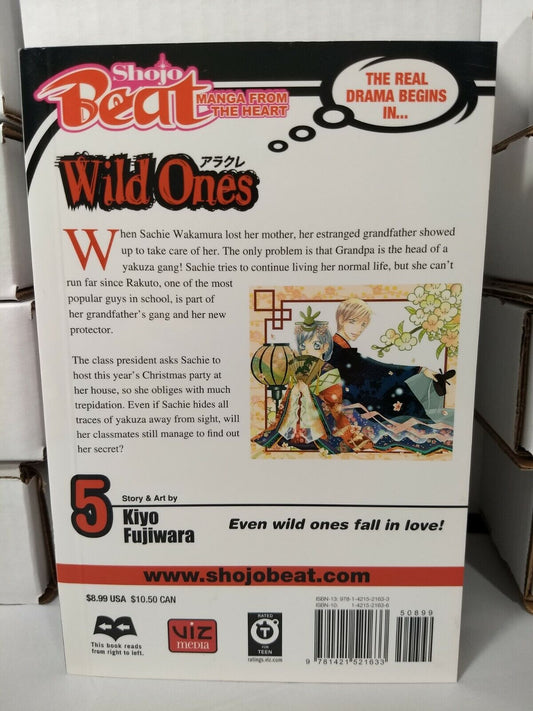 Shojo
Beat
MANGA FROM
THE HEART
THE REAL
DRAMA BEGINS
IN...
アラクレ
Wild Ones
When Sachie Wakamura lost her mother, her estranged grandfather showed
up to take care of her. The only problem is that Grandpa is the head of a
yakuza gang! Sachie tries to continue living her normal life, but she can't
run far since Rakuto, one of the most
popular guys in school, is part of
her grandfather's gang and her new
protector.
The class president asks Sachie to
host this year's Christmas party at
her house, so she obliges with much
trepidation. Even if Sachie hides all
traces of yakuza away from sight, will
her classmates still manage to find out
her secret?
5
Story & Art by
Kiyo
Fujiwara
Even wild ones fall in love!
www.shojobeat.com
$8.99 USA $10.50 CAN
ISBN-13: 978-1-4215-2163-3
ISBN-10: 1-4215-2163-6
50899
This book reads
from right to left.
VIZ
MEDIA
RATED
T
FOR
TEEN
ratings.viz.com
9 781421 521633